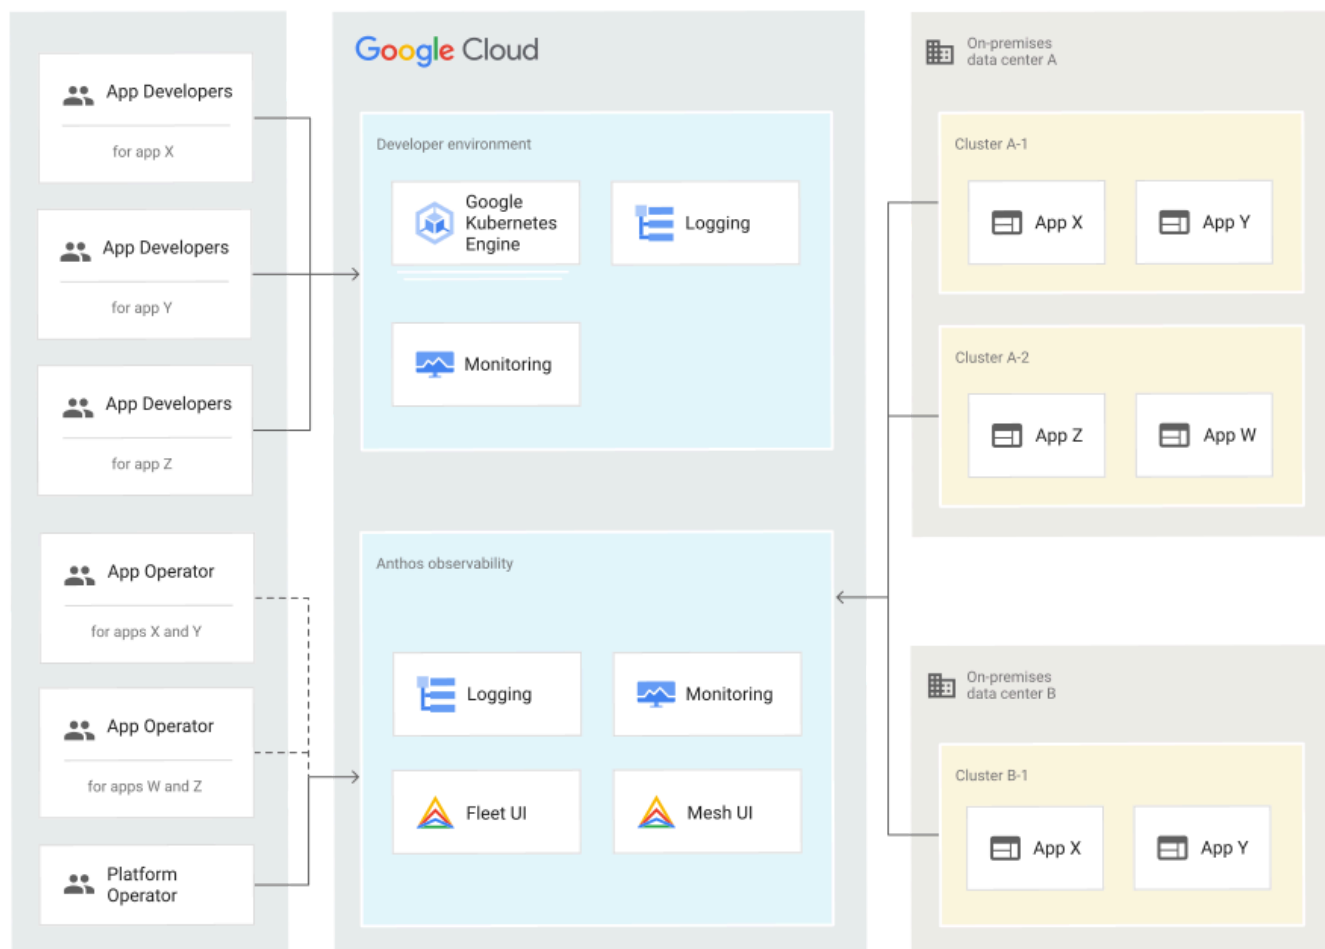 App Developers
for app X
App Developers
for app Y
App Developers
for app Z
App Operator
for apps X and Y
App Operator
for apps W and Z
Platform
Operator
Google Cloud
Developer environment
Google
Kubernetes
Engine
Logging
Monitoring
Anthos observability
Logging
Monitoring
Fleet UI
Mesh UI
On-premises
data center A
Cluster A-1
App X
App Y
Cluster A-2
App Z
App W
On-premises
data center B
Cluster B-1
App X
App Y